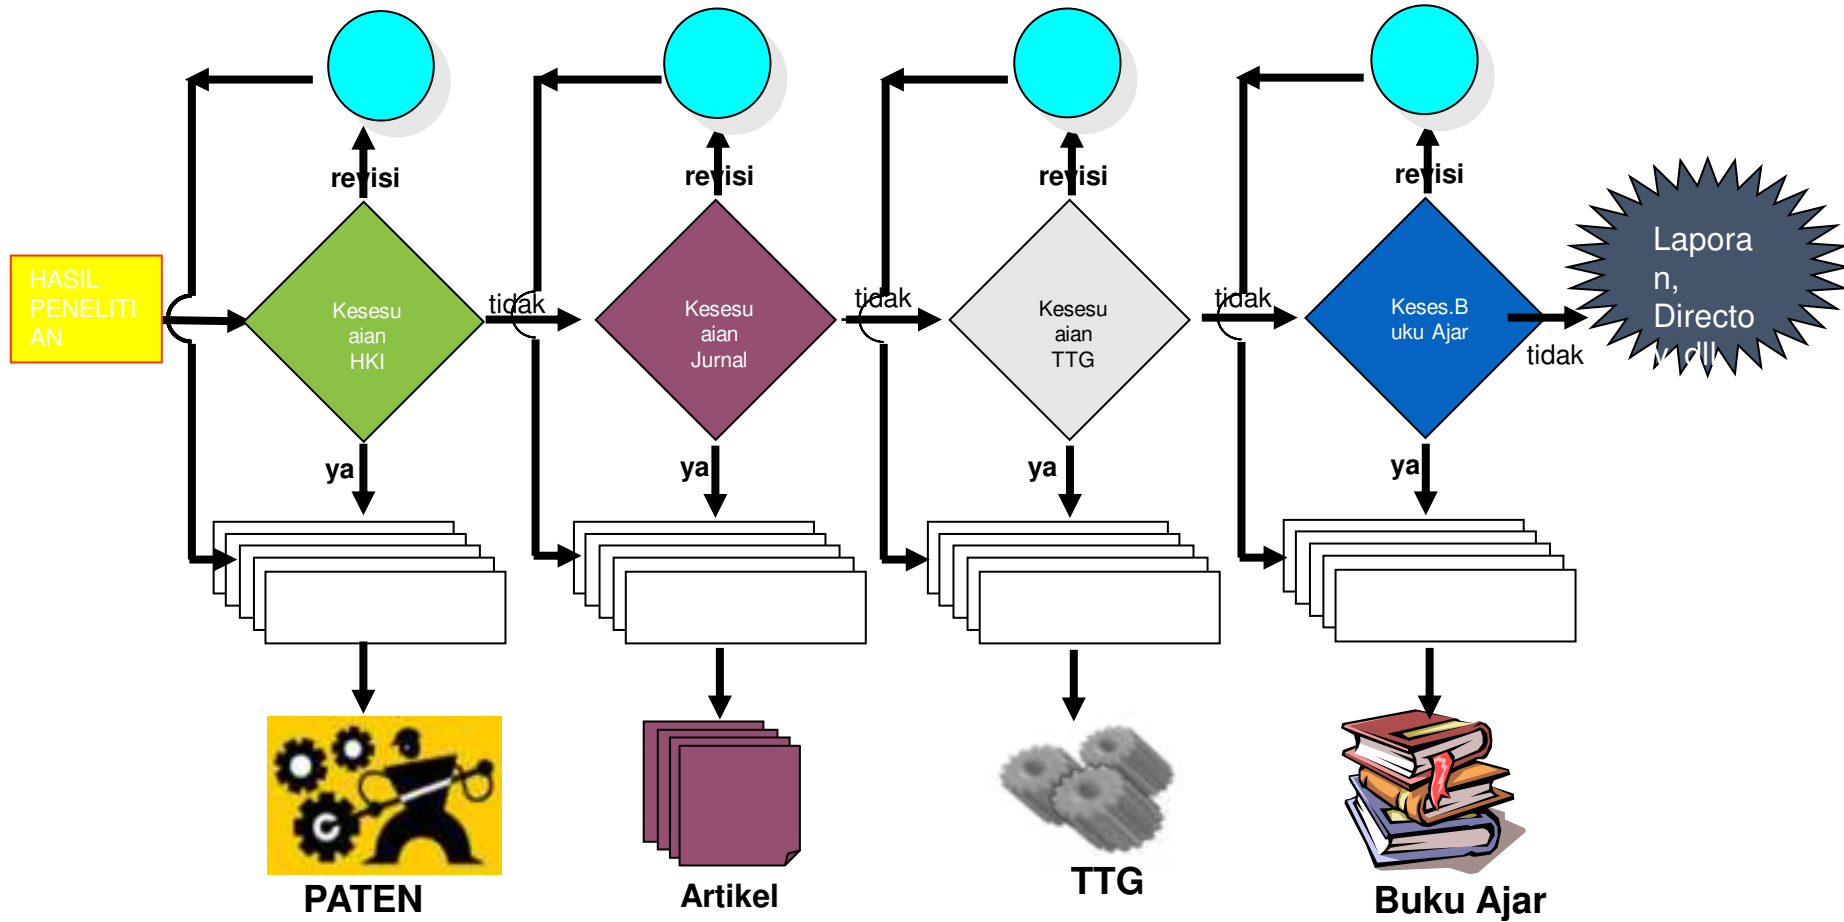 revisi
revisi
revisi
revisi
HASIL
PENELITI
AN
Kesesu
aian
HKI
tidak
Kesesu
aian
Jurnal
tidak
Kesesu
aian
TTG
tidak
Keses.B
uku Ajar
tidak
Lapora
n,
Directo
y, dll
ya
ya
ya
ya
PATEN
Artikel
TTG
Buku Ajar